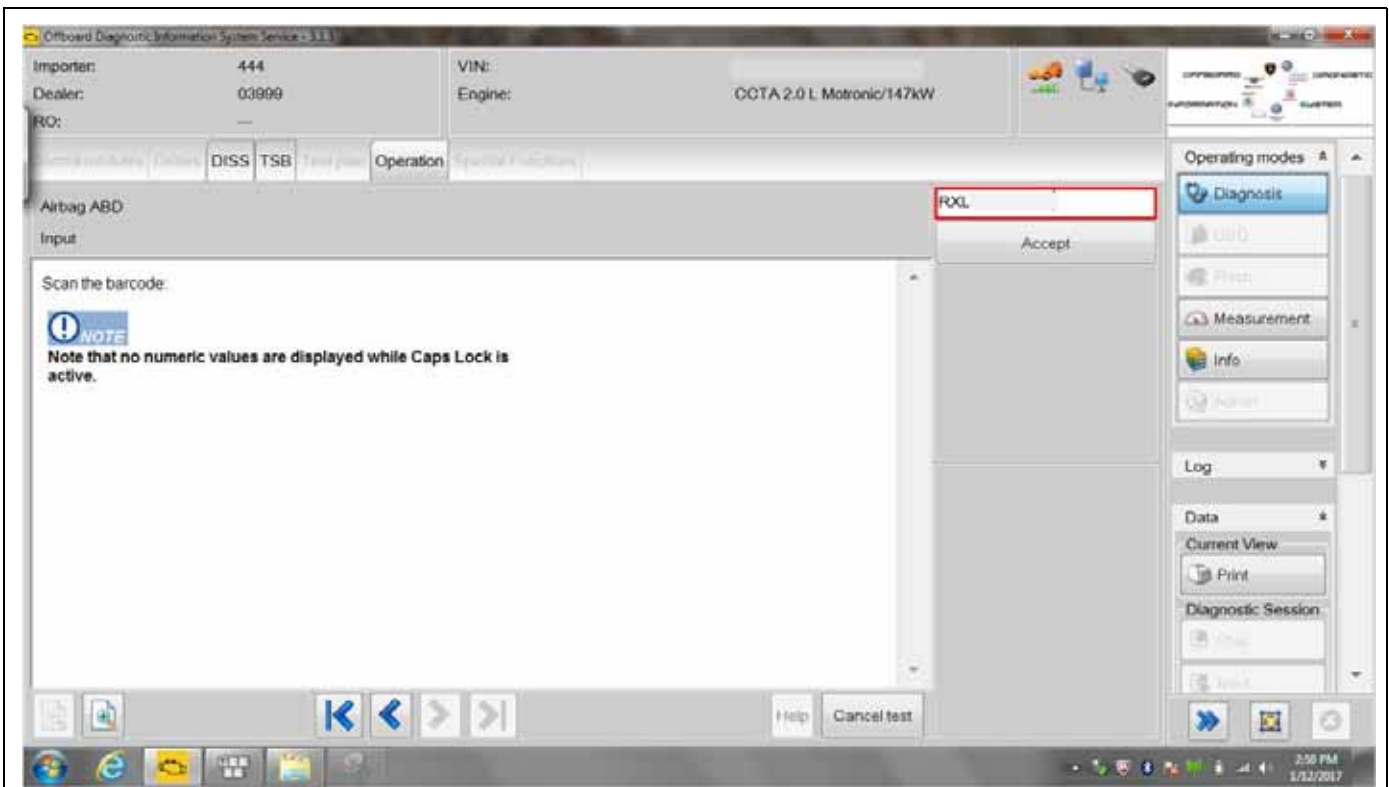 Offboard Diagnostic Information System Service - 3.1.3
Importer: 444
Dealer: 03999
RO: ---
VIN:
Engine: CCTA 2.0 L Motronic/147kW
DISS TSB Operation
Airbag ABD
Input
RXL
Accept
Scan the barcode:
NOTE
Note that no numeric values are displayed while Caps Lock is
active.
Help
Cancel test
Operating modes
Diagnosis
OBD
Flash
Measurement
Info
Admin
Log
Data
Current View
Print
Diagnostic Session
2:50 PM
1/12/2017